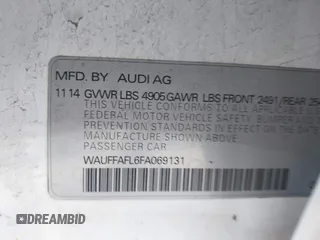 MFD. BY AUDI AG
11 14 GVWR LBS 4905 GAWR LBS FRONT 2491 / REAR
THIS VEHICLE CONFORMS TO ALL APPLICABLE
FEDERAL MOTOR VEHICLE SAFETY, BUMPER AND
THEFT PREVENTION STANDARDS IN EFFECT ON THE DATE OF
MANUFACTURE SHOWN ABOVE.
PASSENGER CAR
WAUFFAFL6FA069131
DREAMBID